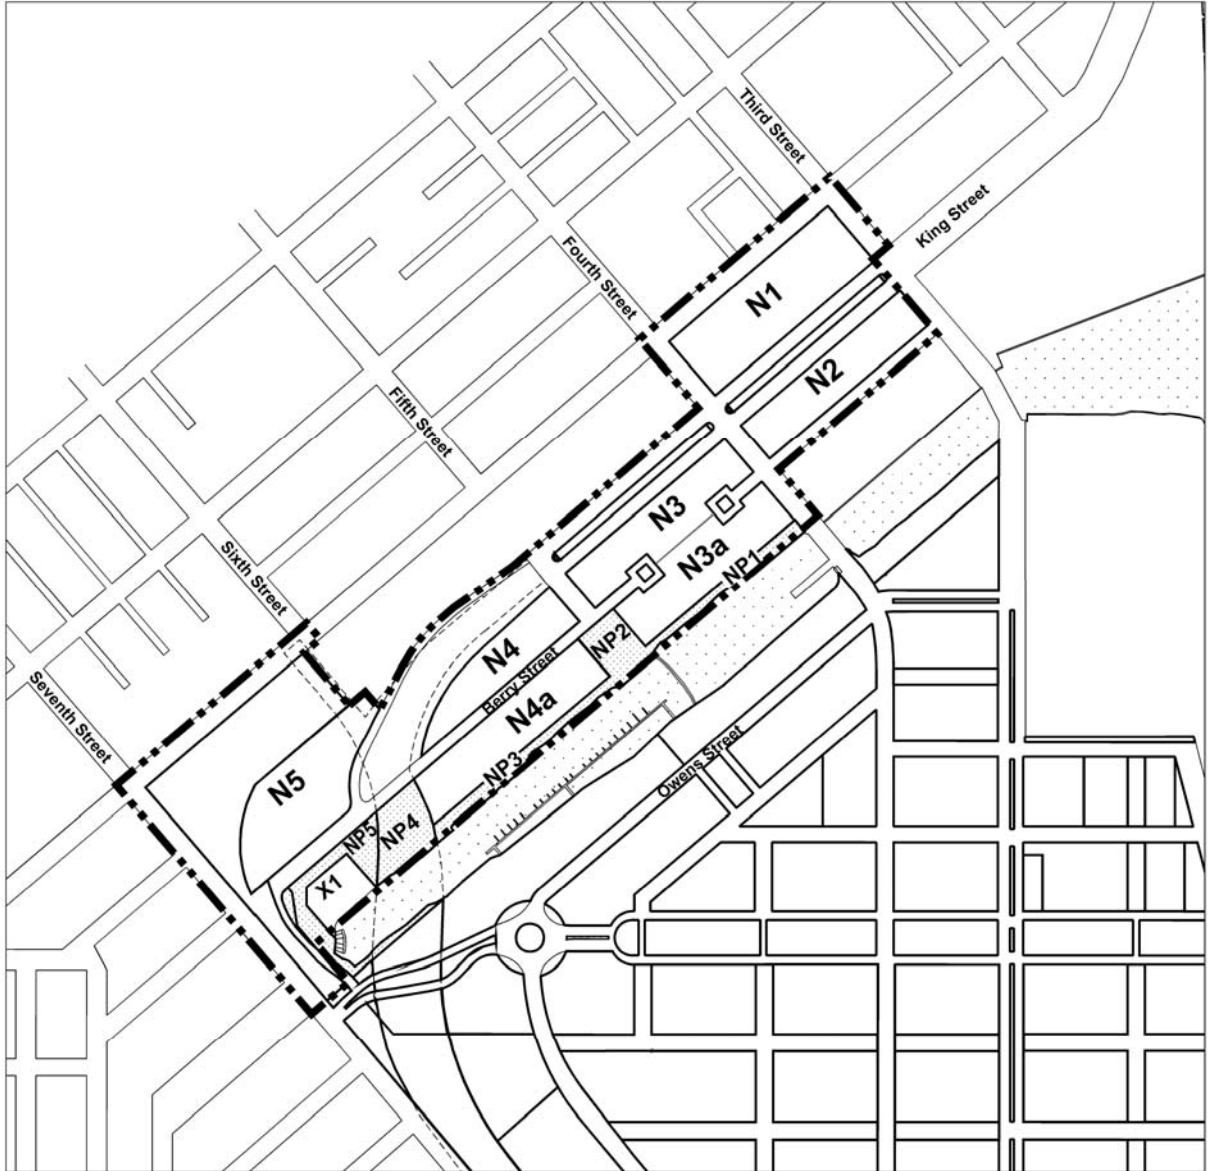 Third Street
King Street
Fourth Street
N1
N2
Fifth Street
N3
N3a
NP1
Sixth Street
NP2
N4
Berry Street
N4a
Seventh Street
NP3
Owens Street
N5
NP5
NP4
X1